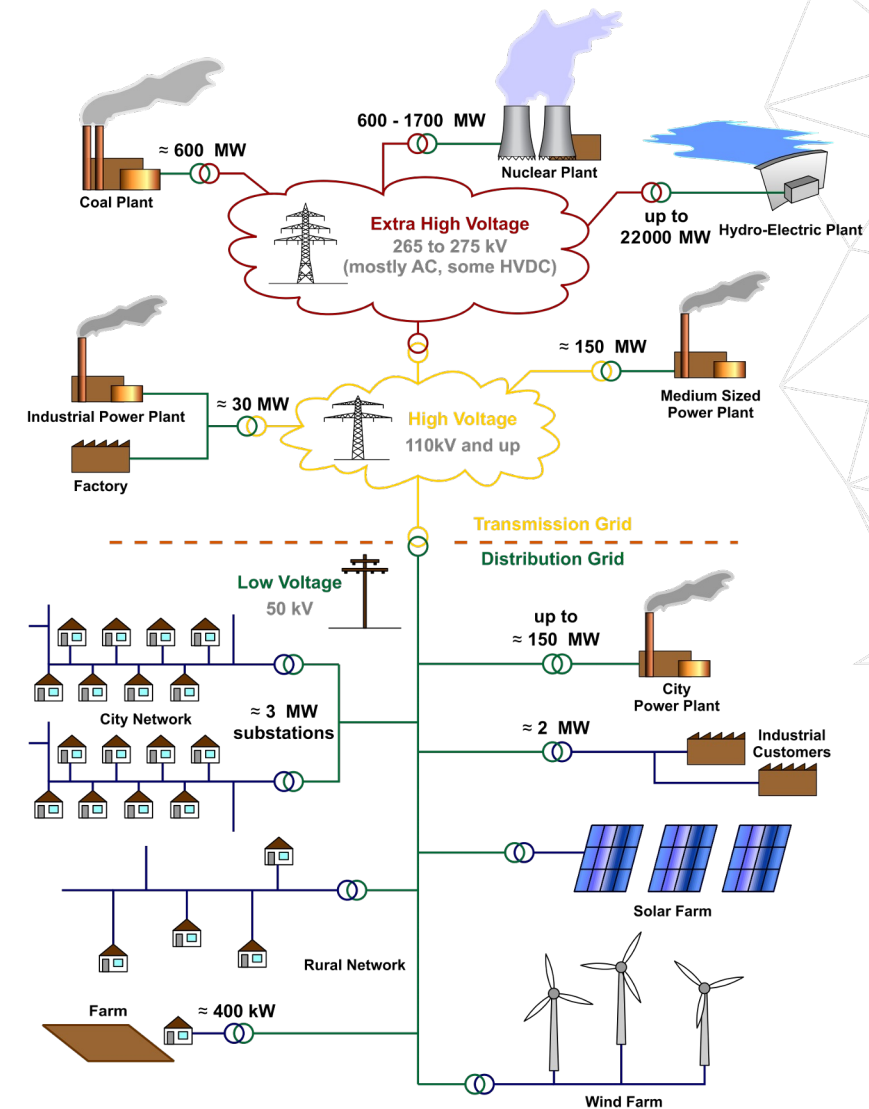 600 - 1700 MW
≈ 600 MW
Nuclear Plant
Coal Plant
up to
22000 MW
Hydro-Electric Plant
Extra High Voltage
265 to 275 kV
(mostly AC, some HVDC)
≈ 150 MW
Medium Sized
Power Plant
≈ 30 MW
Industrial Power Plant
Factory
High Voltage
110kV and up
Transmission Grid
Distribution Grid
Low Voltage
50 kV
up to
≈ 150 MW
City
Power Plant
City Network
≈ 3 MW
substations
≈ 2 MW
Industrial
Customers
Solar Farm
Rural Network
Farm
≈ 400 kW
Wind Farm